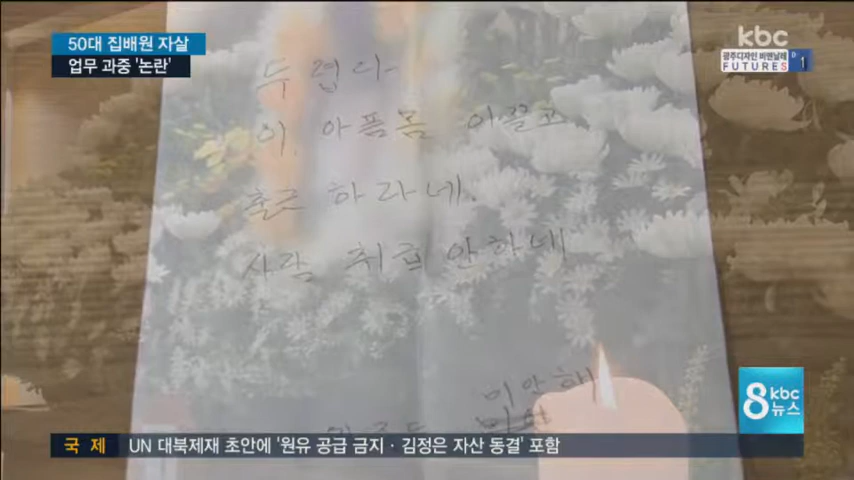 50대 집배원 자살
업무 과중 '논란'
kbc
광주디자인 비엔날레
FUTURES D 1
두렵다
이 아픔몸 이끌고
출근 하라네.
사람 취급 안하네
미안해
8 kbc 뉴스
국 제 UN 대북제재 초안에 '원유 공급 금지·김정은 자산 동결' 포함